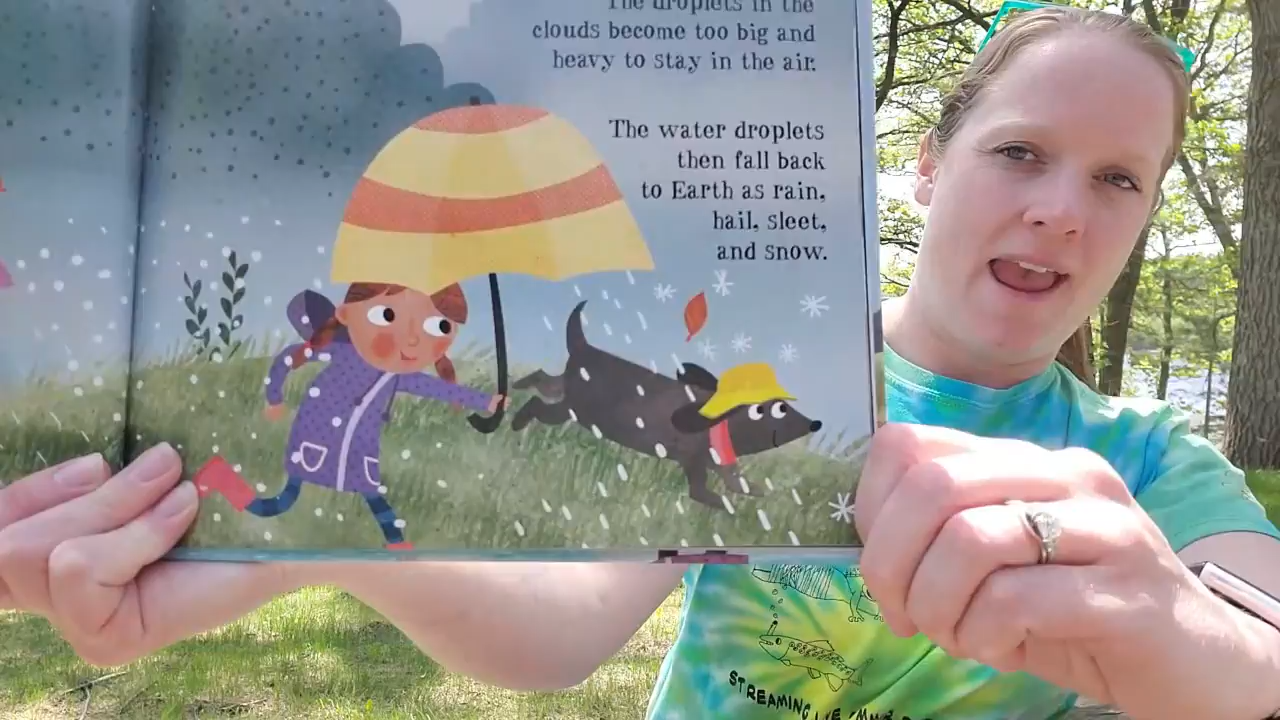 The droplets in the
clouds become too big and
heavy to stay in the air.
The water droplets
then fall back
to Earth as rain,
hail, sleet,
and snow.
STREAMING